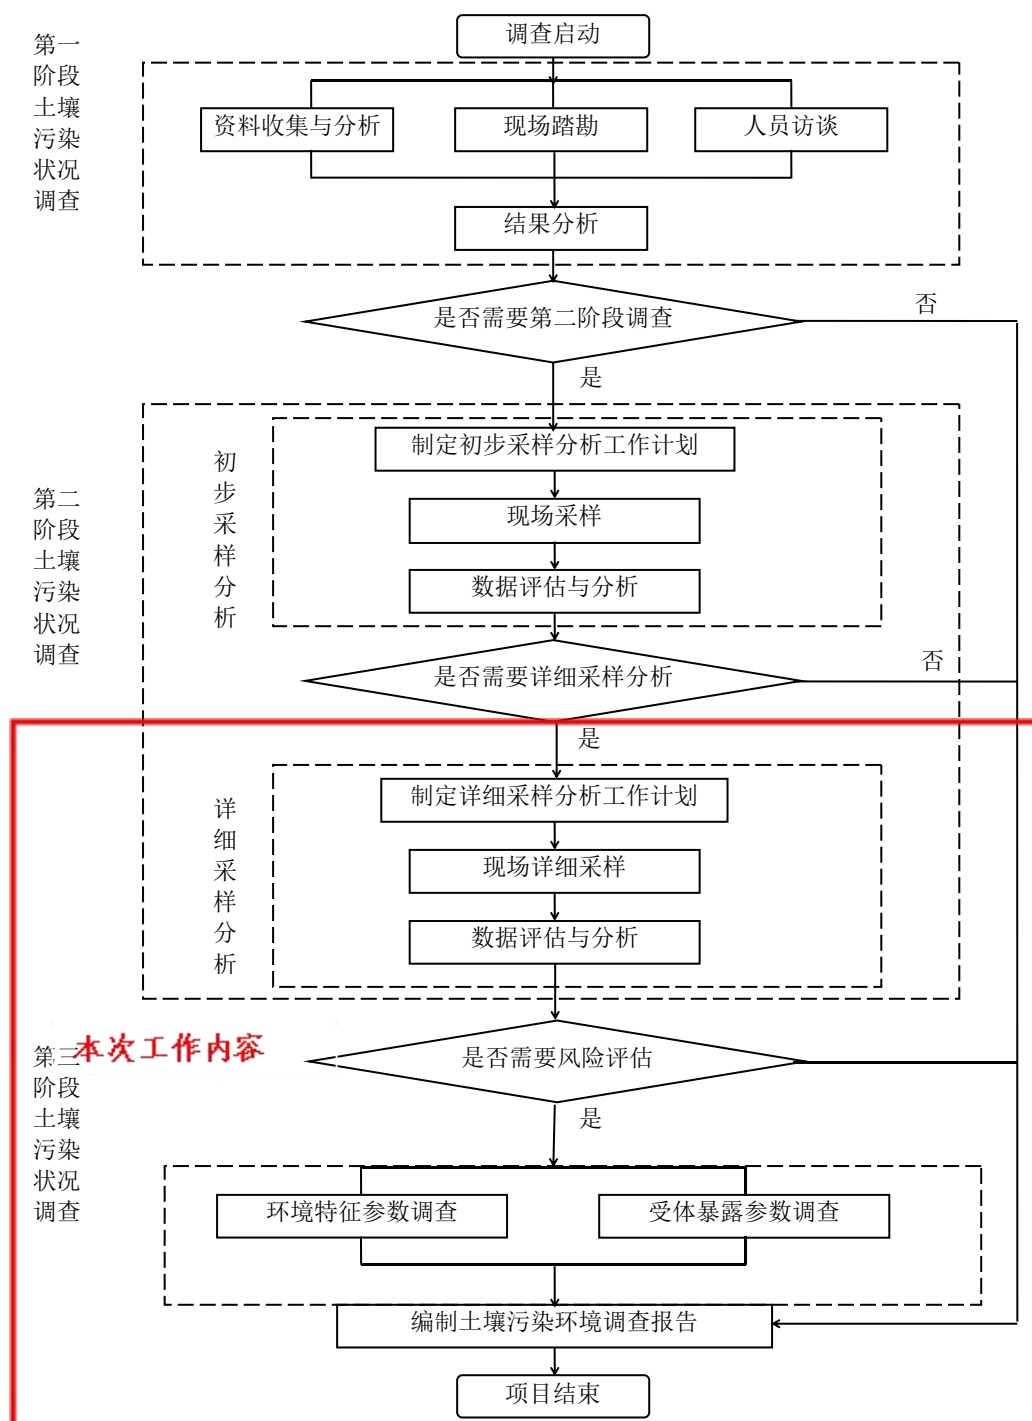 调查启动
第一
阶段
土壤
污染
状况
调查
资料收集与分析
现场踏勘
人员访谈
结果分析
是否需要第二阶段调查
否
是
第二
阶段
土壤
污染
状况
调查
初
步
采
样
分
析
制定初步采样分析工作计划
现场采样
数据评估与分析
是否需要详细采样分析
否
是
详
细
采
样
分
析
制定详细采样分析工作计划
现场详细采样
数据评估与分析
本次工作内容
第三
阶段
土壤
污染
状况
调查
是否需要风险评估
是
环境特征参数调查
受体暴露参数调查
编制土壤污染环境调查报告
项目结束